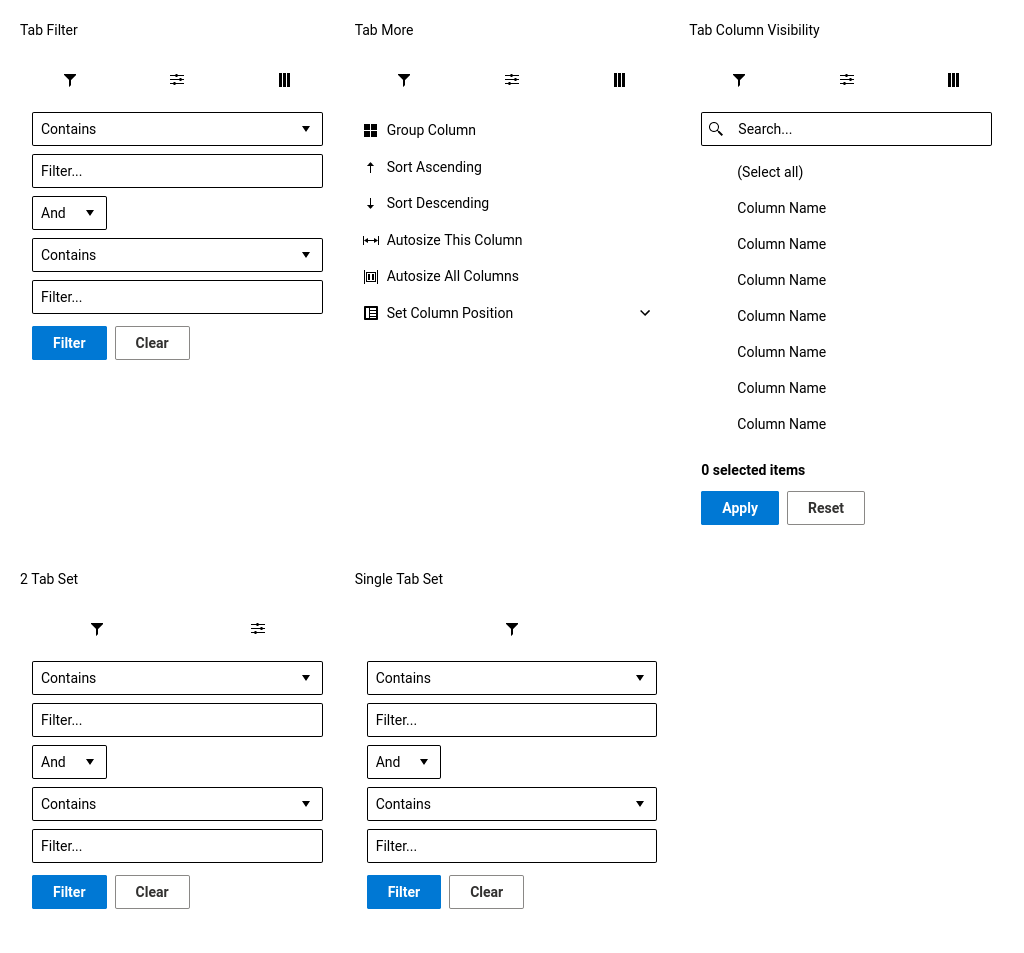 Tab Filter
Contains
Filter...
And
Contains
Filter...
Filter
Clear
Tab More
Group Column
Sort Ascending
Sort Descending
Autosize This Column
Autosize All Columns
Set Column Position
Tab Column Visibility
Search...
(Select all)
Column Name
Column Name
Column Name
Column Name
Column Name
Column Name
Column Name
0 selected items
Apply
Reset
2 Tab Set
Contains
Filter...
And
Contains
Filter...
Filter
Clear
Single Tab Set
Contains
Filter...
And
Contains
Filter...
Filter
Clear